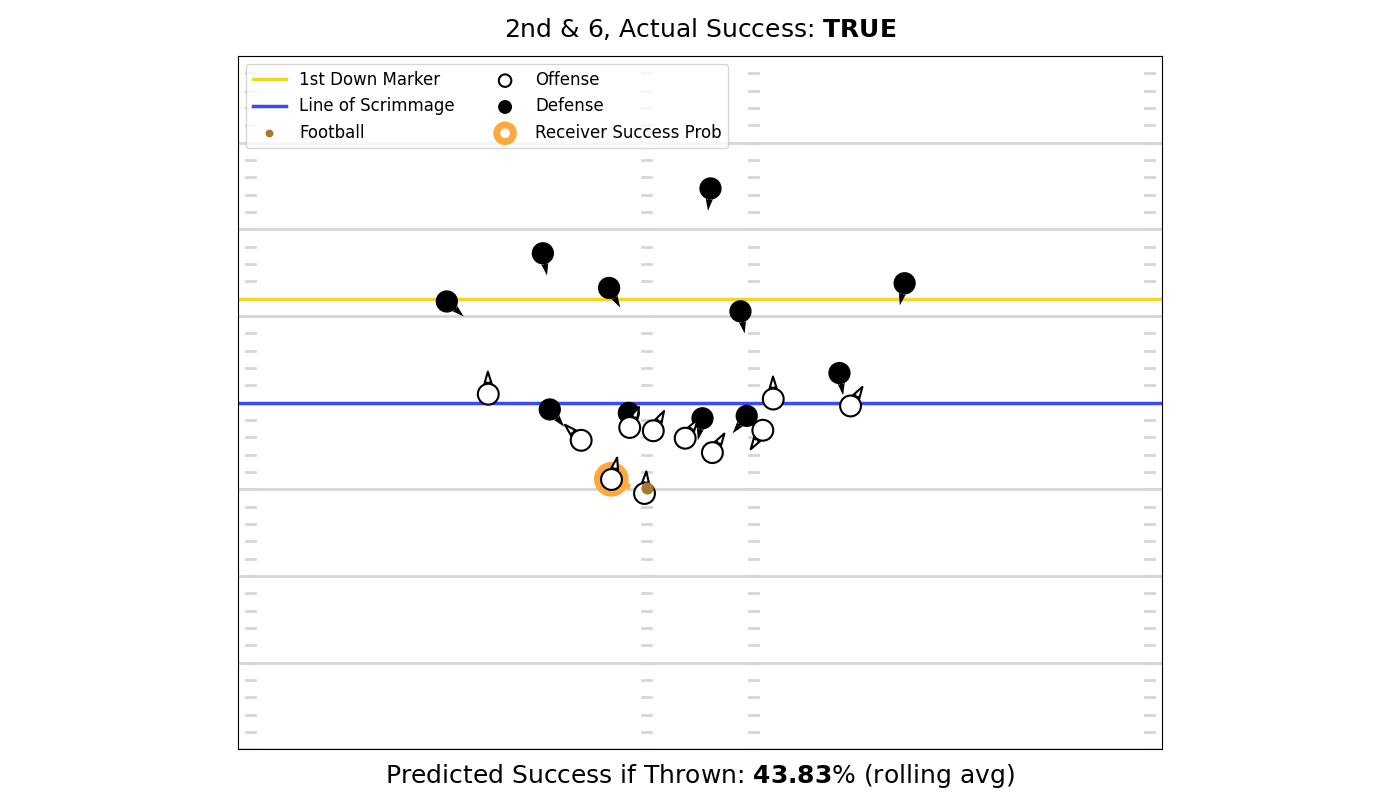 2nd & 6, Actual Success: TRUE
1st Down Marker
Line of Scrimmage
Football
Offense
Defense
Receiver Success Prob
Predicted Success if Thrown: 43.83% (rolling avg)